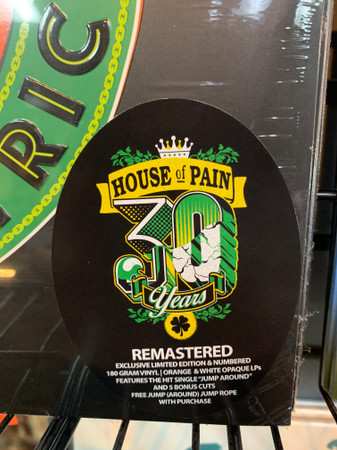 RIC
HOUSE of PAIN
30
Years
REMASTERED
EXCLUSIVE LIMITED EDITION & NUMBERED
180 GRAM VINYL | ORANGE & WHITE OPAQUE LPs
FEATURES THE HIT SINGLE "JUMP AROUND"
AND 5 BONUS CUTS
FREE JUMP (AROUND) JUMP ROPE
WITH PURCHASE